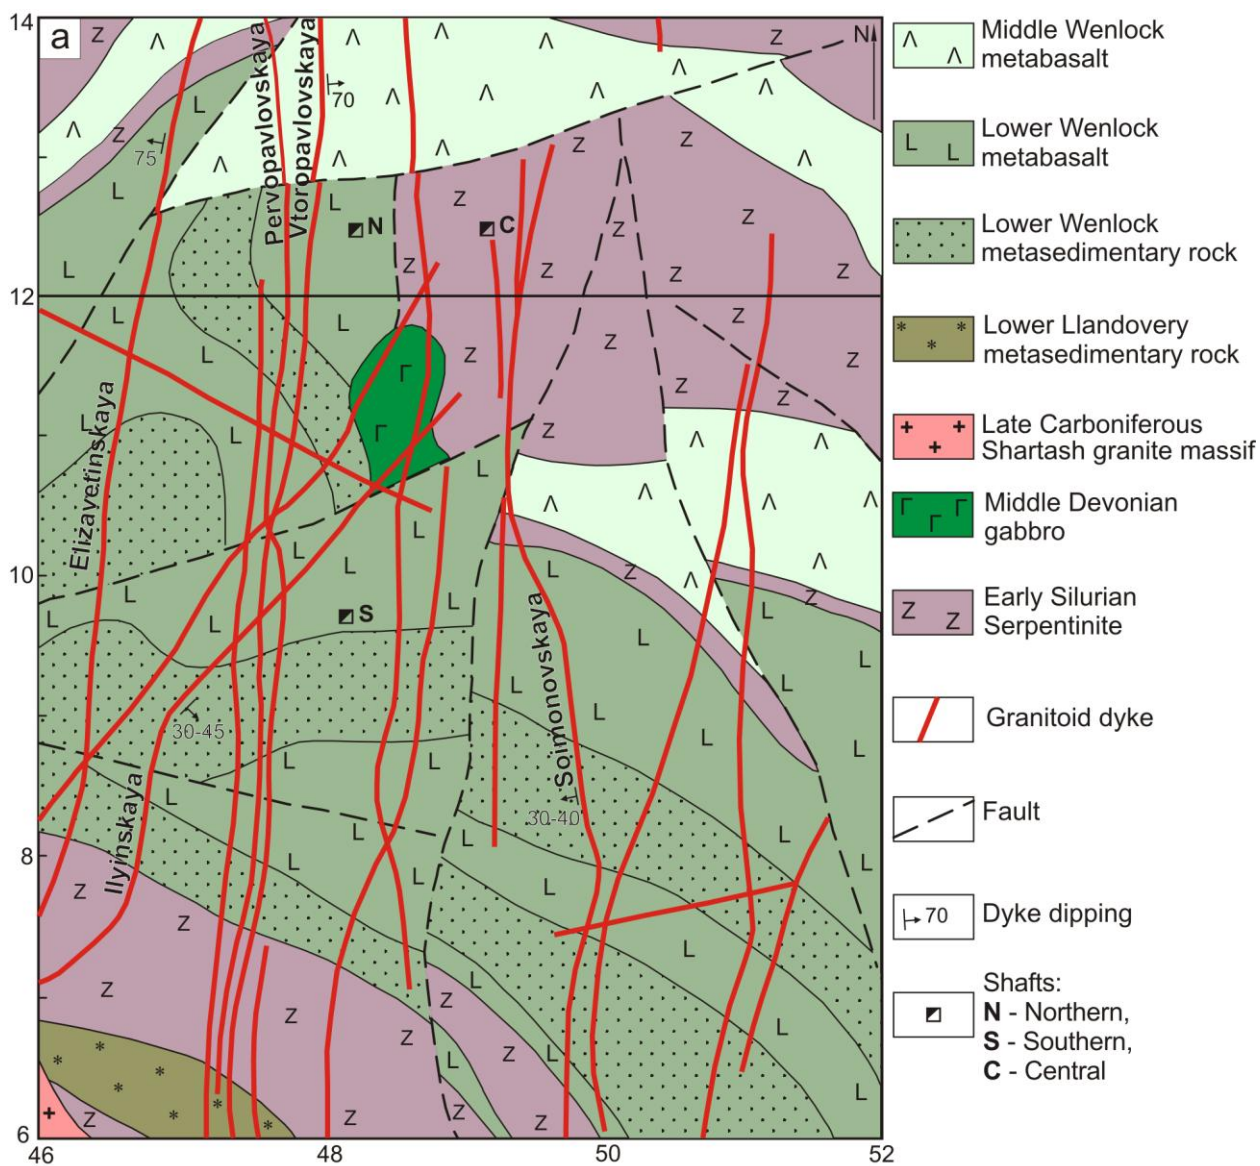 a
N
14
12
10
8
6
46
48
50
52
Pervopavlovskaya
Vtoropavlovskaya
Elizavetinskaya
Ilyinskaya
Soimonovskaya
70
75
30-45
30-40
N
C
S
Middle Wenlock
metabasalt
Lower Wenlock
metabasalt
Lower Wenlock
metasedimentary rock
Lower Llandovery
metasedimentary rock
Late Carboniferous
Shartash granite massif
Middle Devonian
gabbro
Early Silurian
Serpentinite
Granitoid dyke
Fault
70
Dyke dipping
Shafts:
N - Northern,
S - Southern,
C - Central